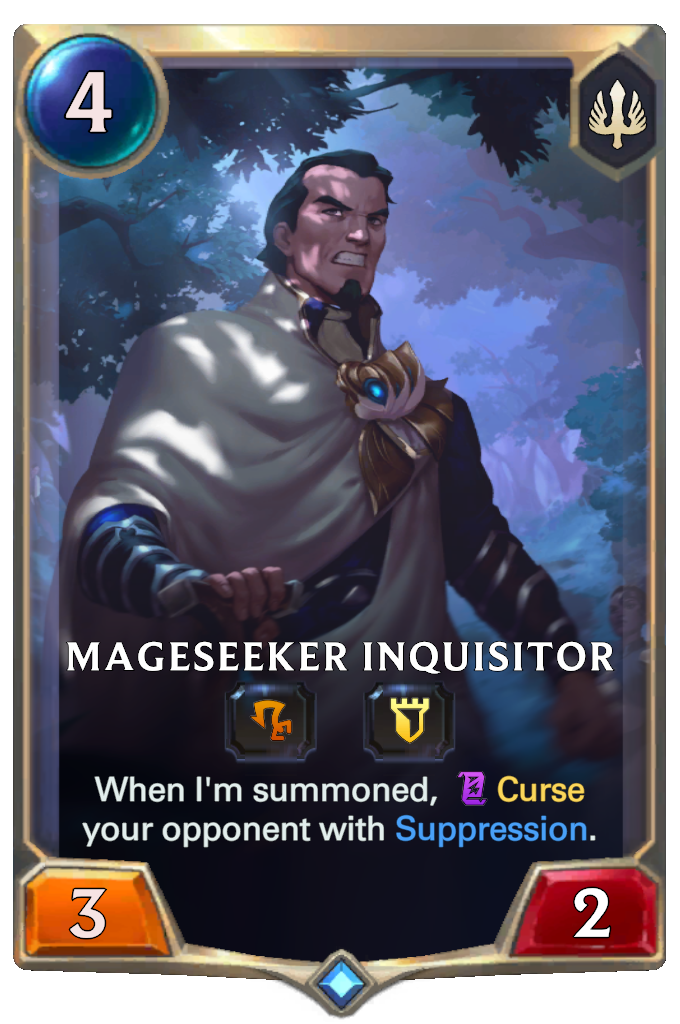 4
MAGESEEKER INQUISITOR
When I'm summoned, Curse
your opponent with Suppression.
3
2